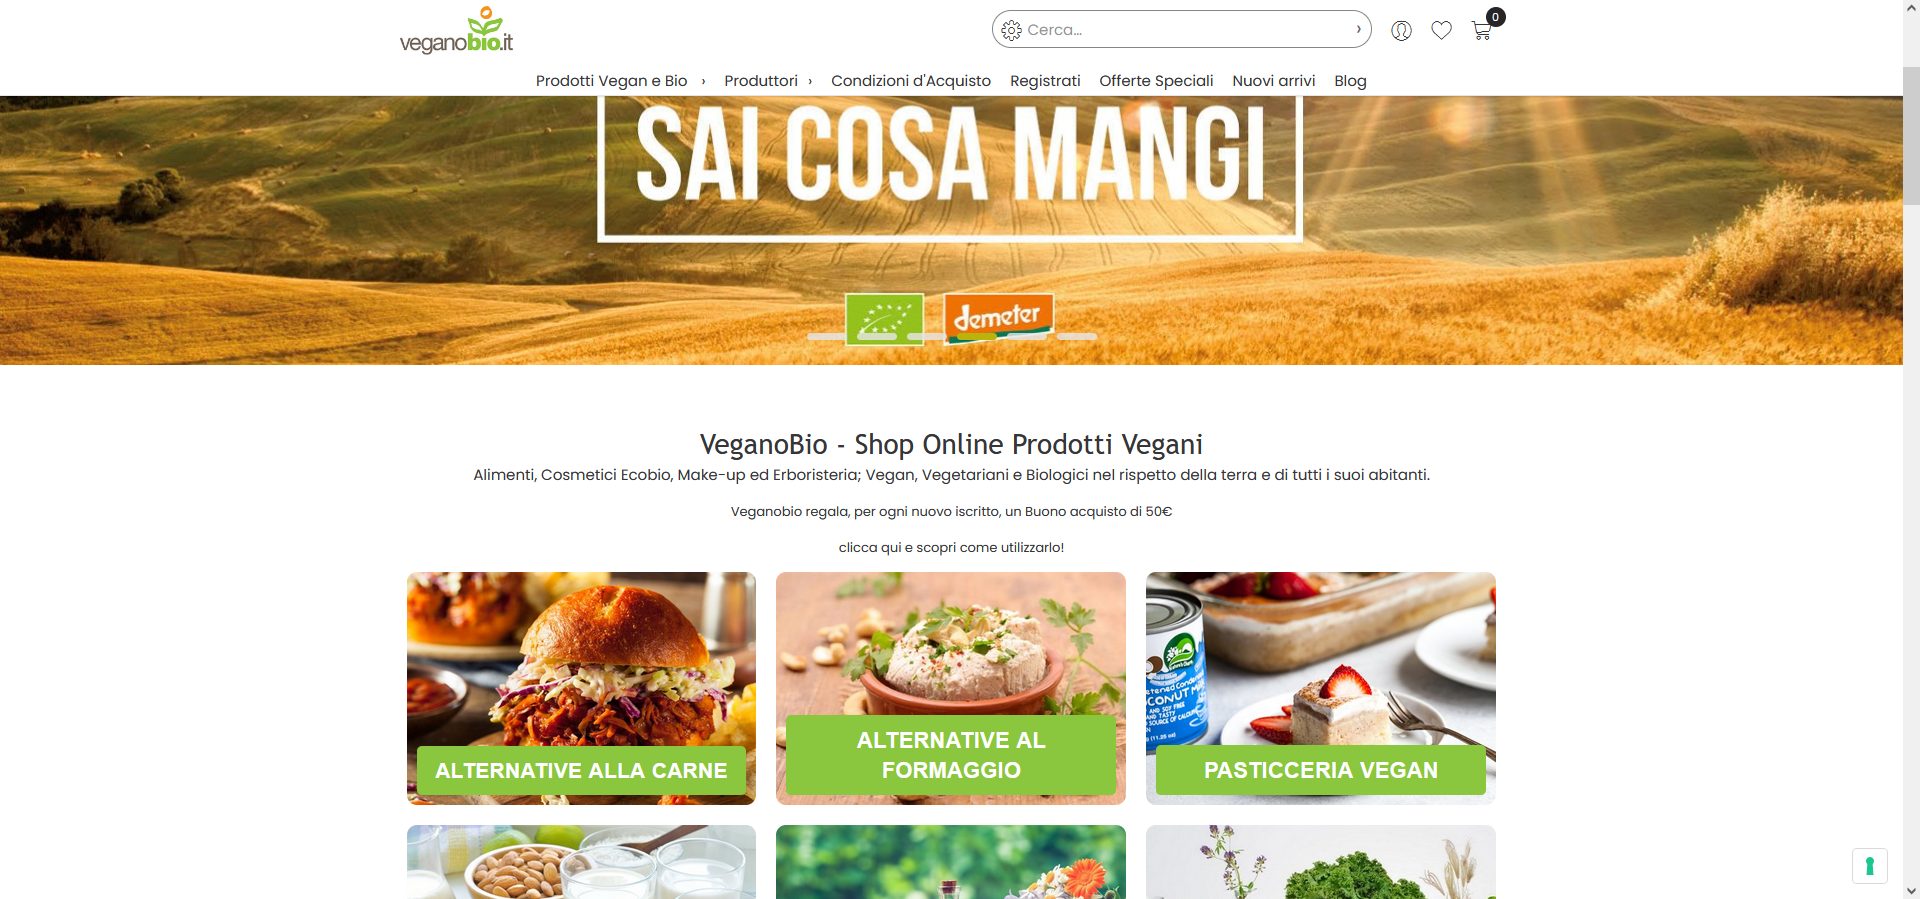 veganobio.it
Cerca...
0
Prodotti Vegan e Bio
Produttori
Condizioni d'Acquisto
Registrati
Offerte Speciali
Nuovi arrivi
Blog
SAI COSA MANGI
demeter
VeganoBio - Shop Online Prodotti Vegani
Alimenti, Cosmetici Ecobio, Make-up ed Erboristeria; Vegan, Vegetariani e Biologici nel rispetto della terra e di tutti i suoi abitanti.
Veganobio regala, per ogni nuovo iscritto, un Buono acquisto di 50€
clicca qui e scopri come utilizzarlo!
ALTERNATIVE ALLA CARNE
ALTERNATIVE AL
FORMAGGIO
PASTICCERIA VEGAN